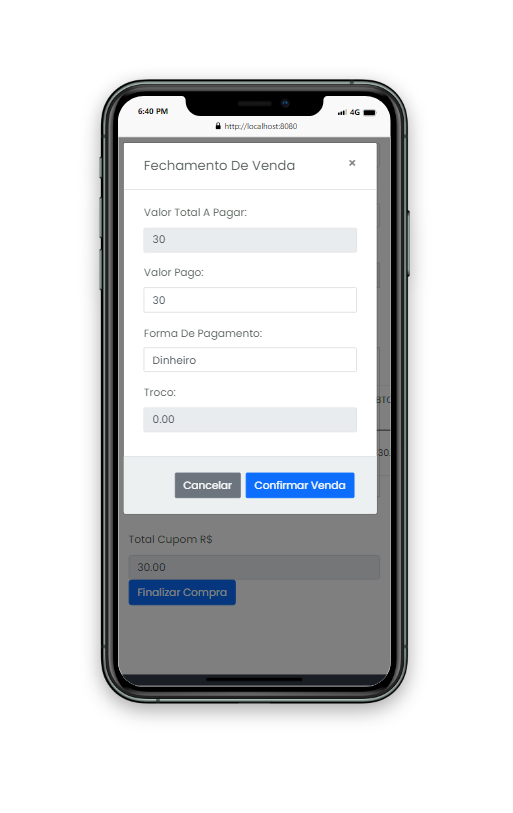 6:40 PM
4G
http://localhost:8080
Fechamento De Venda
×
Valor Total A Pagar:
30
Valor Pago:
30
Forma De Pagamento:
Dinheiro
Troco:
0.00
30.
Cancelar
Confirmar Venda
Total Cupom R$
30.00
Finalizar Compra